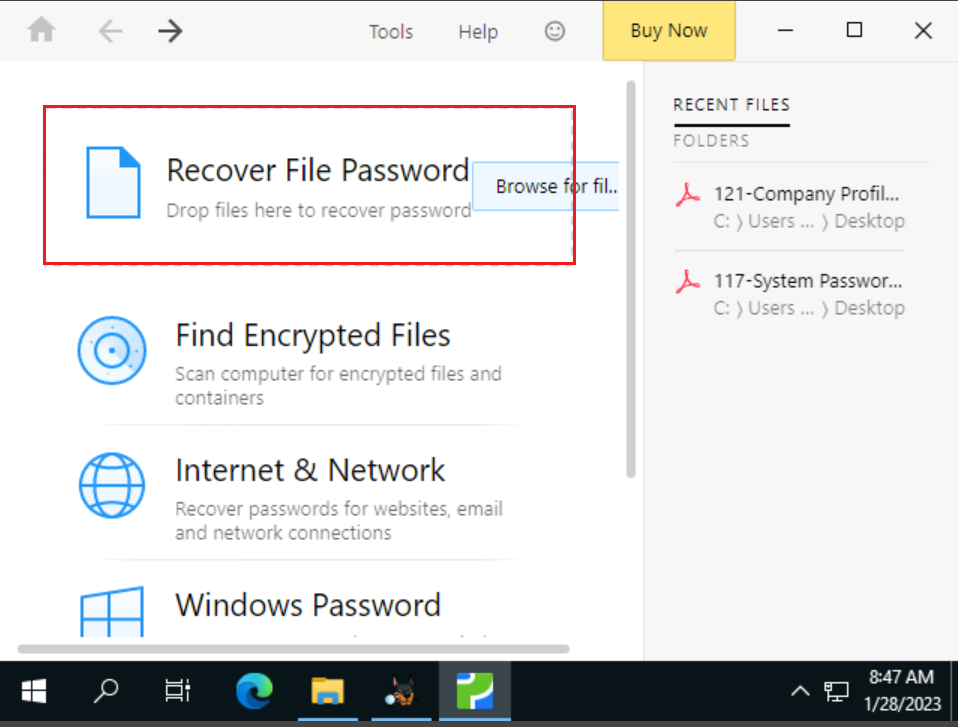 Tools Help Buy Now
Recover File Password
Drop files here to recover password
Browse for fil..
Find Encrypted Files
Scan computer for encrypted files and
containers
Internet & Network
Recover passwords for websites, email
and network connections
Windows Password
RECENT FILES
FOLDERS
121-Company Profil...
C: ⟩ Users ... ⟩ Desktop
117-System Passwor...
C: ⟩ Users ... ⟩ Desktop
8:47 AM
1/28/2023